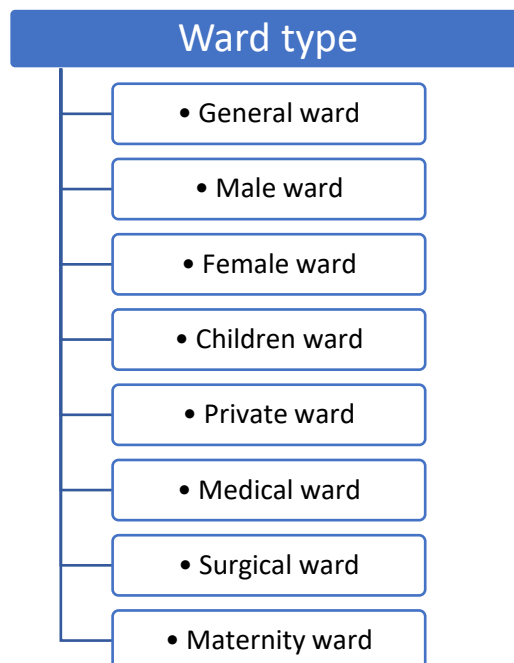 Ward type
• General ward
• Male ward
• Female ward
• Children ward
• Private ward
• Medical ward
• Surgical ward
• Maternity ward